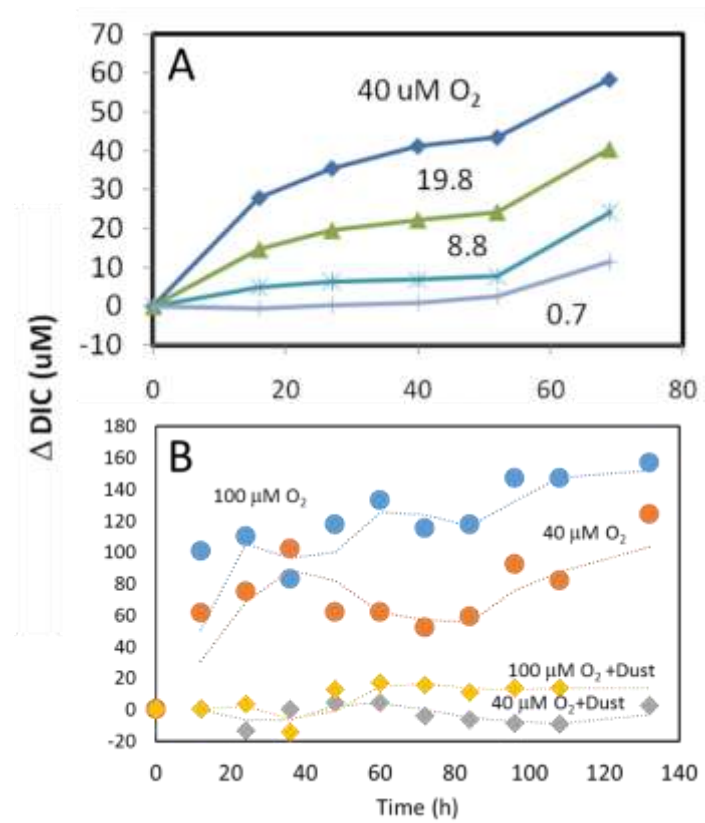 70
60
50
40
30
20
10
0
-10
A
40 uM O₂
19.8
8.8
0.7
0 20 40 60 80
Δ DIC (uM)
180
160
140
120
100
80
60
40
20
0
-20
B
100 μM O₂
40 μM O₂
100 μM O₂ +Dust
40 μM O₂+Dust
0 20 40 60 80 100 120 140
Time (h)